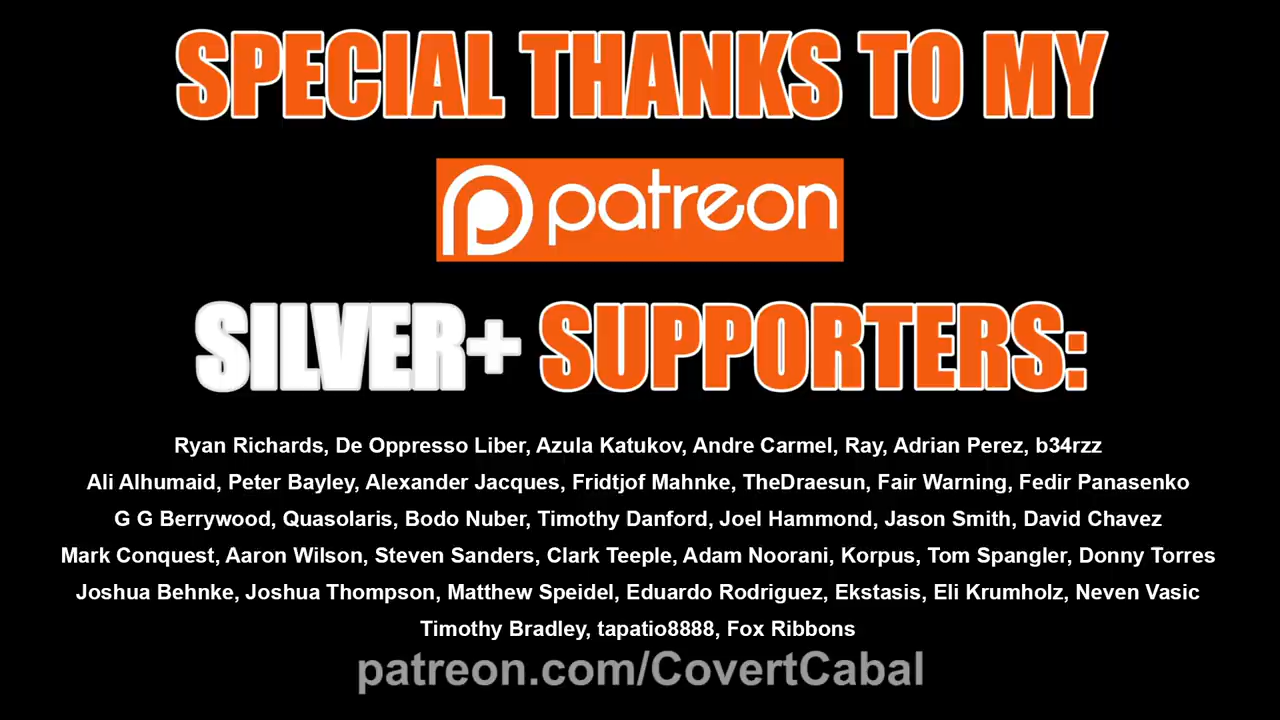 SPECIAL THANKS TO MY
patreon
SILVER+ SUPPORTERS:
Ryan Richards, De Oppresso Liber, Azula Katukov, Andre Carmel, Ray, Adrian Perez, b34rzz
Ali Alhumaid, Peter Bayley, Alexander Jacques, Fridtjof Mahnke, TheDraesun, Fair Warning, Fedir Panasenko
G G Berrywood, Quasolaris, Bodo Nuber, Timothy Danford, Joel Hammond, Jason Smith, David Chavez
Mark Conquest, Aaron Wilson, Steven Sanders, Clark Teeple, Adam Noorani, Korpus, Tom Spangler, Donny Torres
Joshua Behnke, Joshua Thompson, Matthew Speidel, Eduardo Rodriguez, Ekstasis, Eli Krumholz, Neven Vasic
Timothy Bradley, tapatio8888, Fox Ribbons
patreon.com/CovertCabal